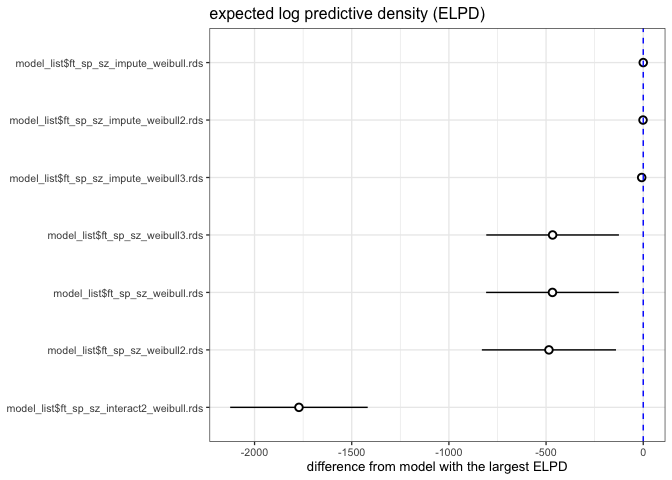 expected log predictive density (ELPD)
model_list$ft_sp_sz_impute_weibull.rds
model_list$ft_sp_sz_impute_weibull2.rds
model_list$ft_sp_sz_impute_weibull3.rds
model_list$ft_sp_sz_weibull3.rds
model_list$ft_sp_sz_weibull.rds
model_list$ft_sp_sz_weibull2.rds
model_list$ft_sp_sz_interact2_weibull.rds
-2000 -1500 -1000 -500 0
difference from model with the largest ELPD